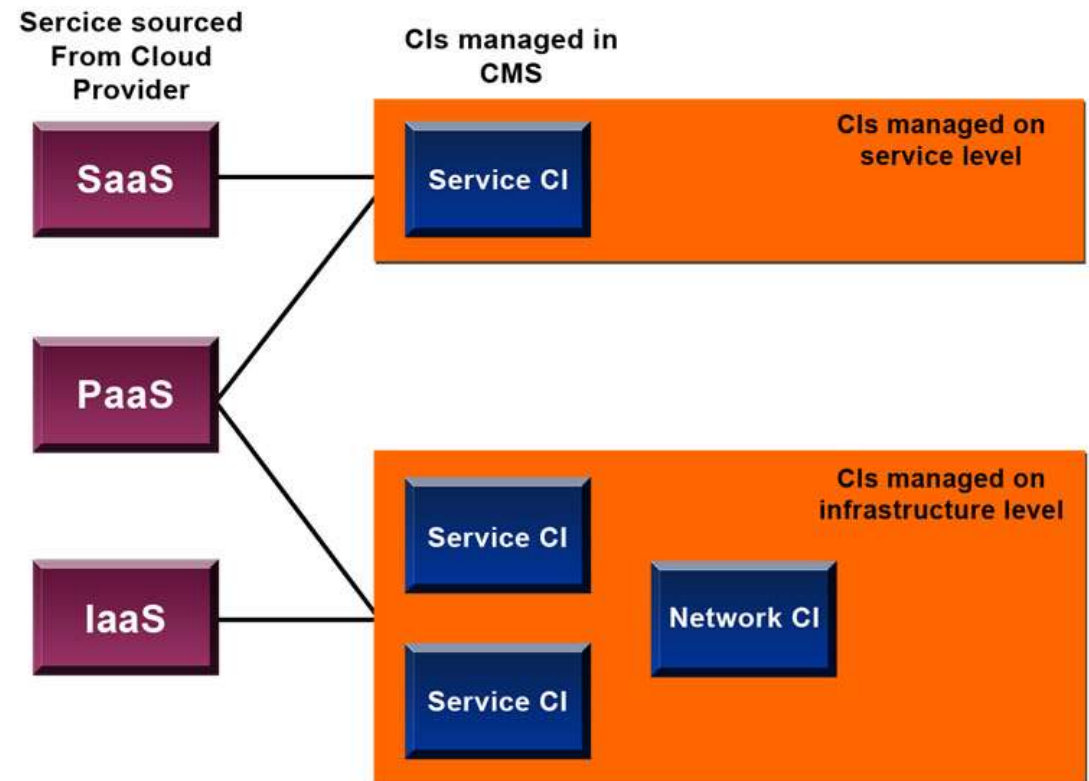 Sercice sourced
From Cloud
Provider
CIs managed in
CMS
SaaS
Service CI
CIs managed on
service level
PaaS
CIs managed on
infrastructure level
Service CI
IaaS
Network CI
Service CI